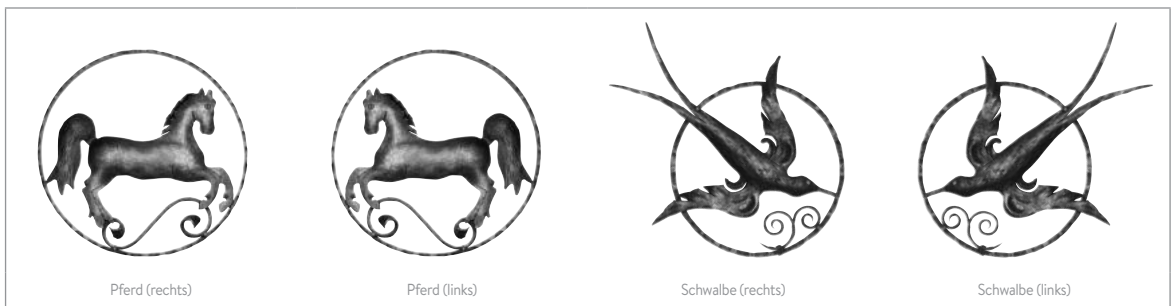 Pferd (rechts)
Pferd (links)
Schwalbe (rechts)
Schwalbe (links)